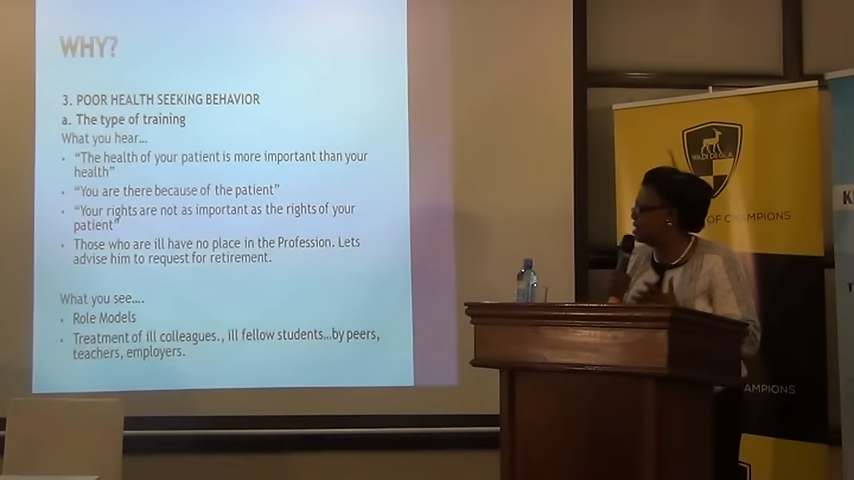 WHY?
3. POOR HEALTH SEEKING BEHAVIOR
a. The type of training
What you hear...
• "The health of your patient is more important than your
health"
• "You are there because of the patient"
• "Your rights are not as important as the rights of your
patient"
• Those who are ill have no place in the Profession. Lets
advise him to request for retirement.
What you see....
• Role Models
• Treatment of ill colleagues., ill fellow students...by peers,
teachers, employers.
WADI DEGLA
OF CHAMPIONS
AMPIONS
K
T